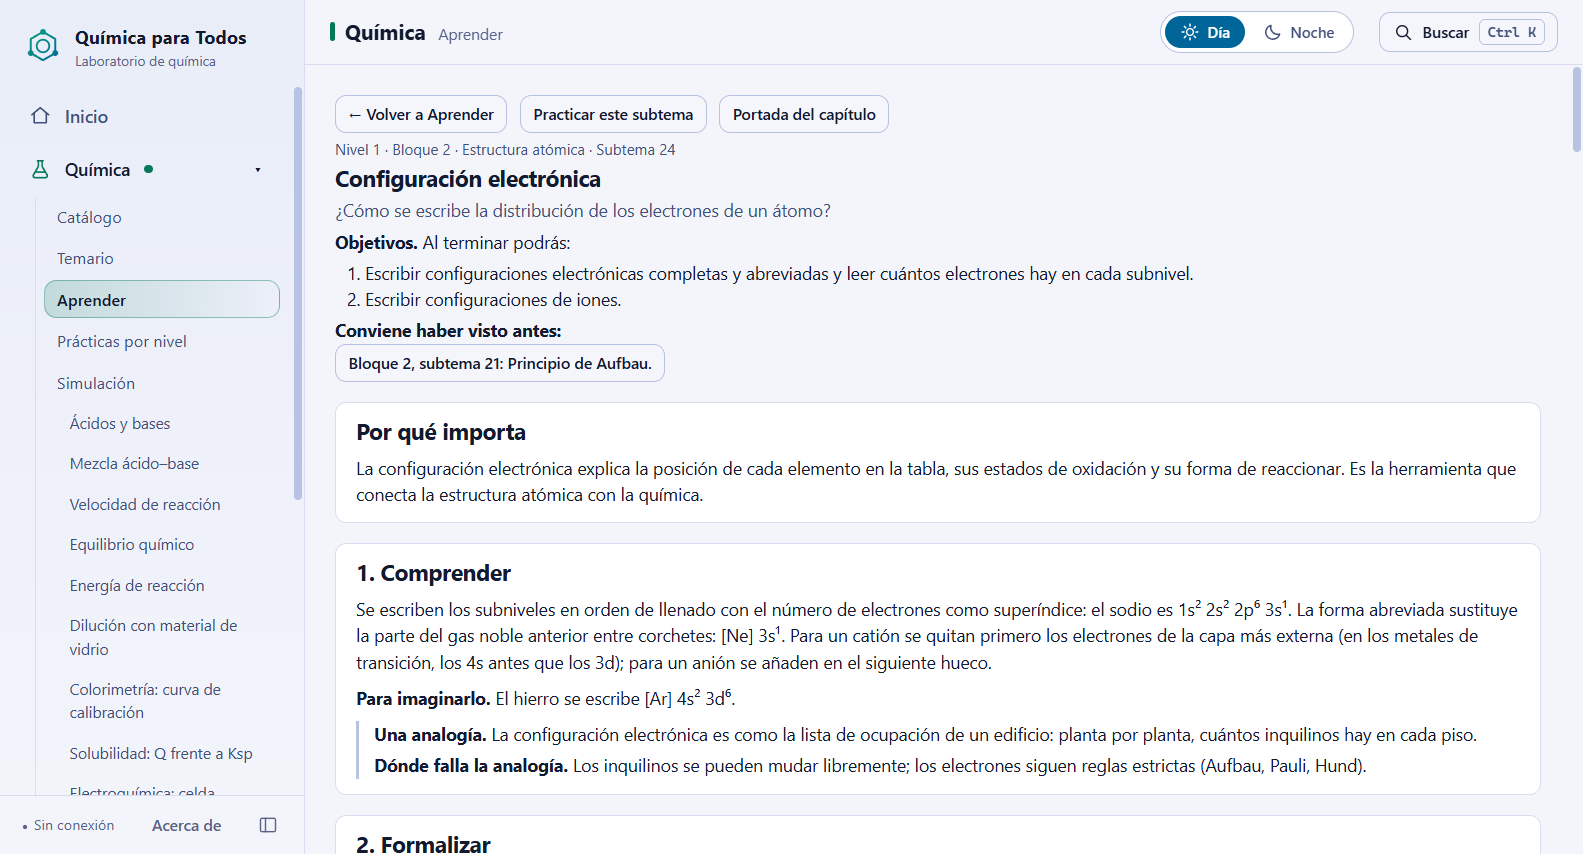 Química para Todos
Laboratorio de química
Inicio
Química
Catálogo
Temario
Aprender
Prácticas por nivel
Simulación
Ácidos y bases
Mezcla ácido–base
Velocidad de reacción
Equilibrio químico
Energía de reacción
Dilución con material de
vidrio
Colorimetría: curva de
calibración
Solubilidad: Q frente a Ksp
Electroquímica: celda
• Sin conexión
Acerca de
Química Aprender
Día
Noche
Buscar Ctrl K
← Volver a Aprender
Practicar este subtema
Portada del capítulo
Nivel 1 · Bloque 2 · Estructura atómica · Subtema 24
Configuración electrónica
¿Cómo se escribe la distribución de los electrones de un átomo?
Objetivos. Al terminar podrás:
1. Escribir configuraciones electrónicas completas y abreviadas y leer cuántos electrones hay en cada subnivel.
2. Escribir configuraciones de iones.
Conviene haber visto antes:
Bloque 2, subtema 21: Principio de Aufbau.
Por qué importa
La configuración electrónica explica la posición de cada elemento en la tabla, sus estados de oxidación y su forma de reaccionar. Es la herramienta que
conecta la estructura atómica con la química.
1. Comprender
Se escriben los subniveles en orden de llenado con el número de electrones como superíndice: el sodio es 1s² 2s² 2p⁶ 3s¹. La forma abreviada sustituye
la parte del gas noble anterior entre corchetes: [Ne] 3s¹. Para un catión se quitan primero los electrones de la capa más externa (en los metales de
transición, los 4s antes que los 3d); para un anión se añaden en el siguiente hueco.
Para imaginarlo. El hierro se escribe [Ar] 4s² 3d⁶.
Una analogía. La configuración electrónica es como la lista de ocupación de un edificio: planta por planta, cuántos inquilinos hay en cada piso.
Dónde falla la analogía. Los inquilinos se pueden mudar libremente; los electrones siguen reglas estrictas (Aufbau, Pauli, Hund).
2. Formalizar